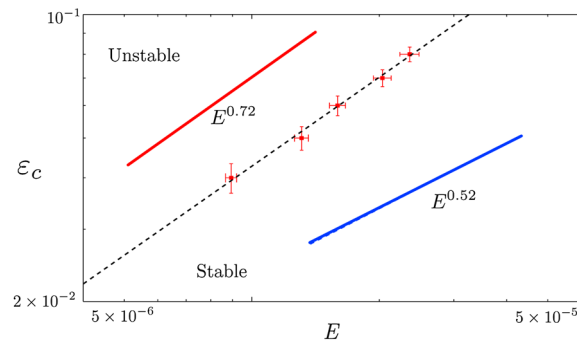 10⁻¹
Unstable
E^0.72
ε_c
E^0.52
Stable
2 × 10⁻²
5 × 10⁻⁶
5 × 10⁻⁵
E